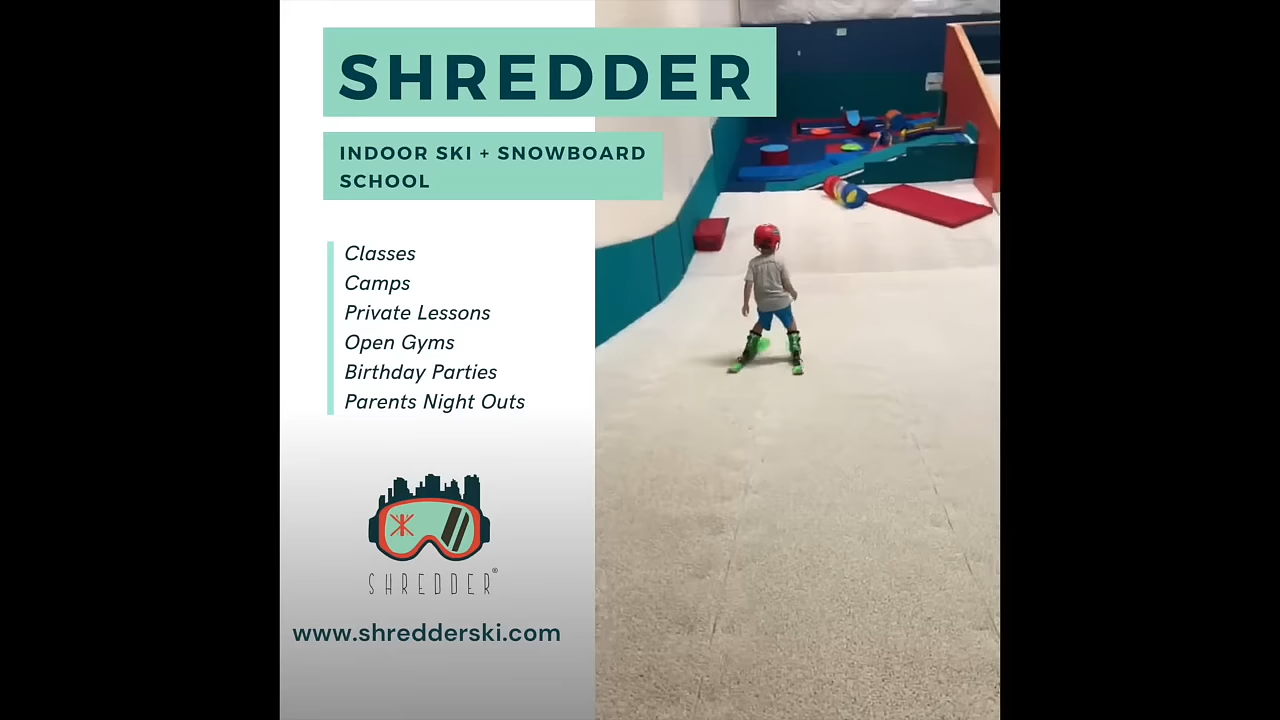 SHREDDER
INDOOR SKI + SNOWBOARD
SCHOOL
Classes
Camps
Private Lessons
Open Gyms
Birthday Parties
Parents Night Outs
SHREDDER®
www.shredderski.com